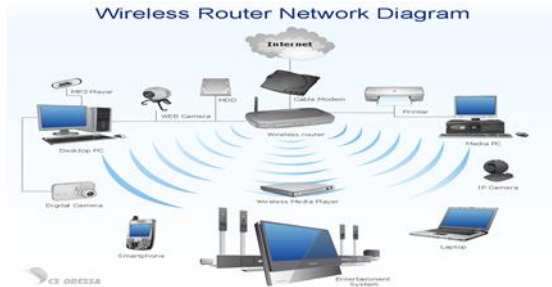 Wireless Router Network Diagram
Internet
MP3 Player
HDD
Cable Modem
WEB Camera
Printer
Wireless router
Desktop PC
Media PC
IP Camera
Digital Camera
Wireless Media Player
Smartphone
Laptop
Entertainment
System
CS ODESSA